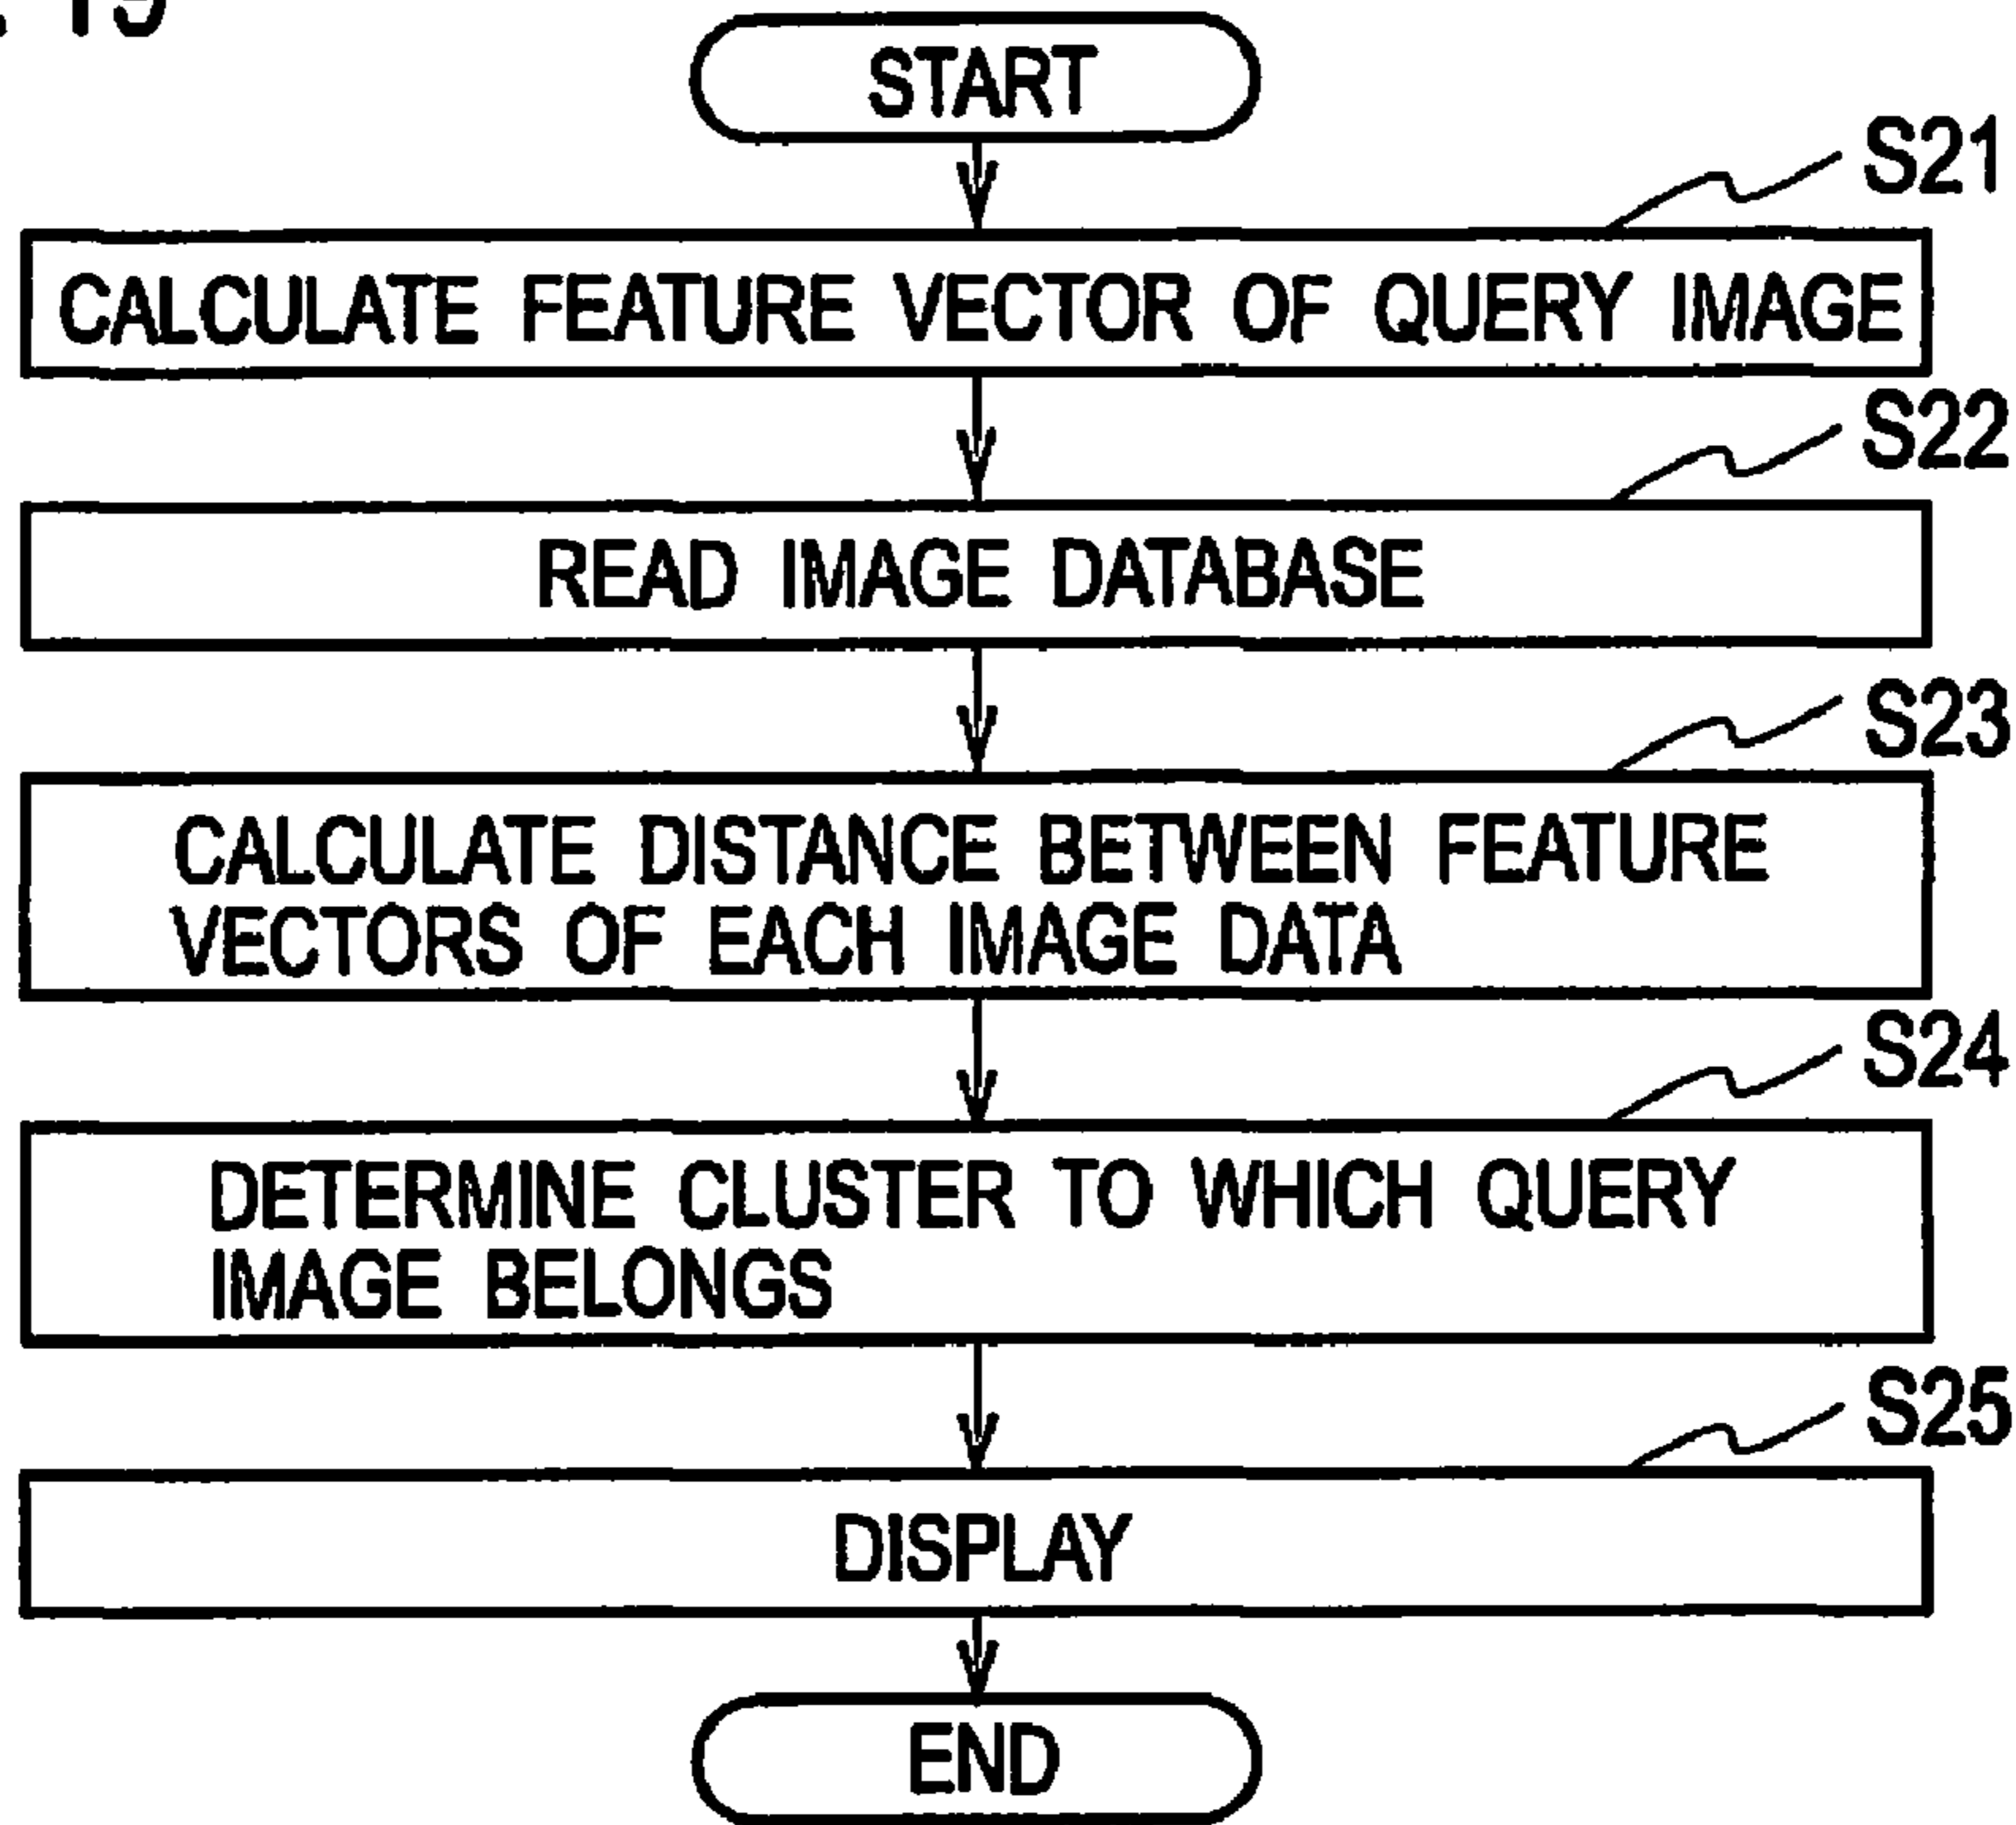 START
S21
CALCULATE FEATURE VECTOR OF QUERY IMAGE
S22
READ IMAGE DATABASE
S23
CALCULATE DISTANCE BETWEEN FEATURE
VECTORS OF EACH IMAGE DATA
S24
DETERMINE CLUSTER TO WHICH QUERY
IMAGE BELONGS
S25
DISPLAY
END